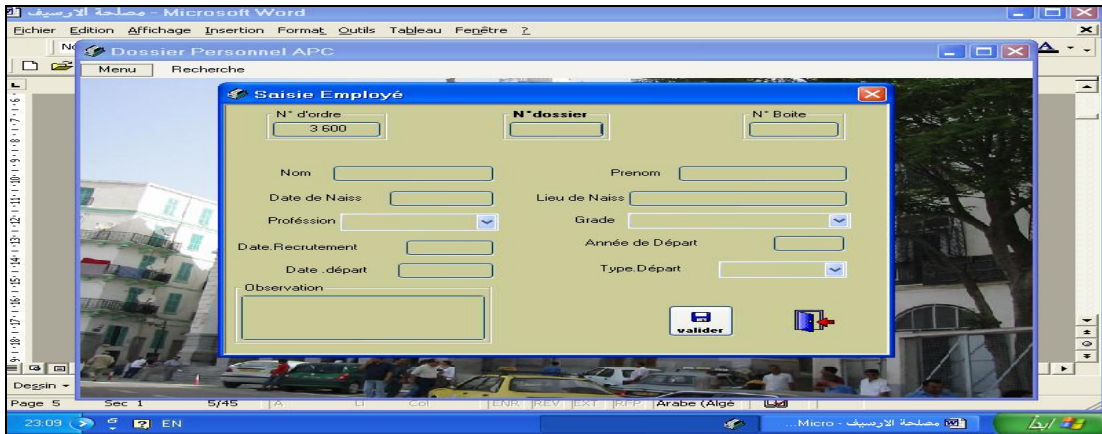 مصلحة الارسيف - Microsoft Word
Fichier Edition Affichage Insertion Format Outils Tableau Fenêtre ?
Dossier Personnel APC
Menu Recherche
Saisie Employé
N° d'ordre N°dossier N° Boite
3 600
Nom Prenom
Date de Naiss Lieu de Naiss
Proféssion Grade
Date.Recrutement Année de Départ
Date .départ Type.Départ
Observation
valider
Dessin
Page 5 Sec 1 5/45 ENR REV EXT RFP Arabe (Algé
23:09 EN مصلحة الارسيف - Micro... ابدأ